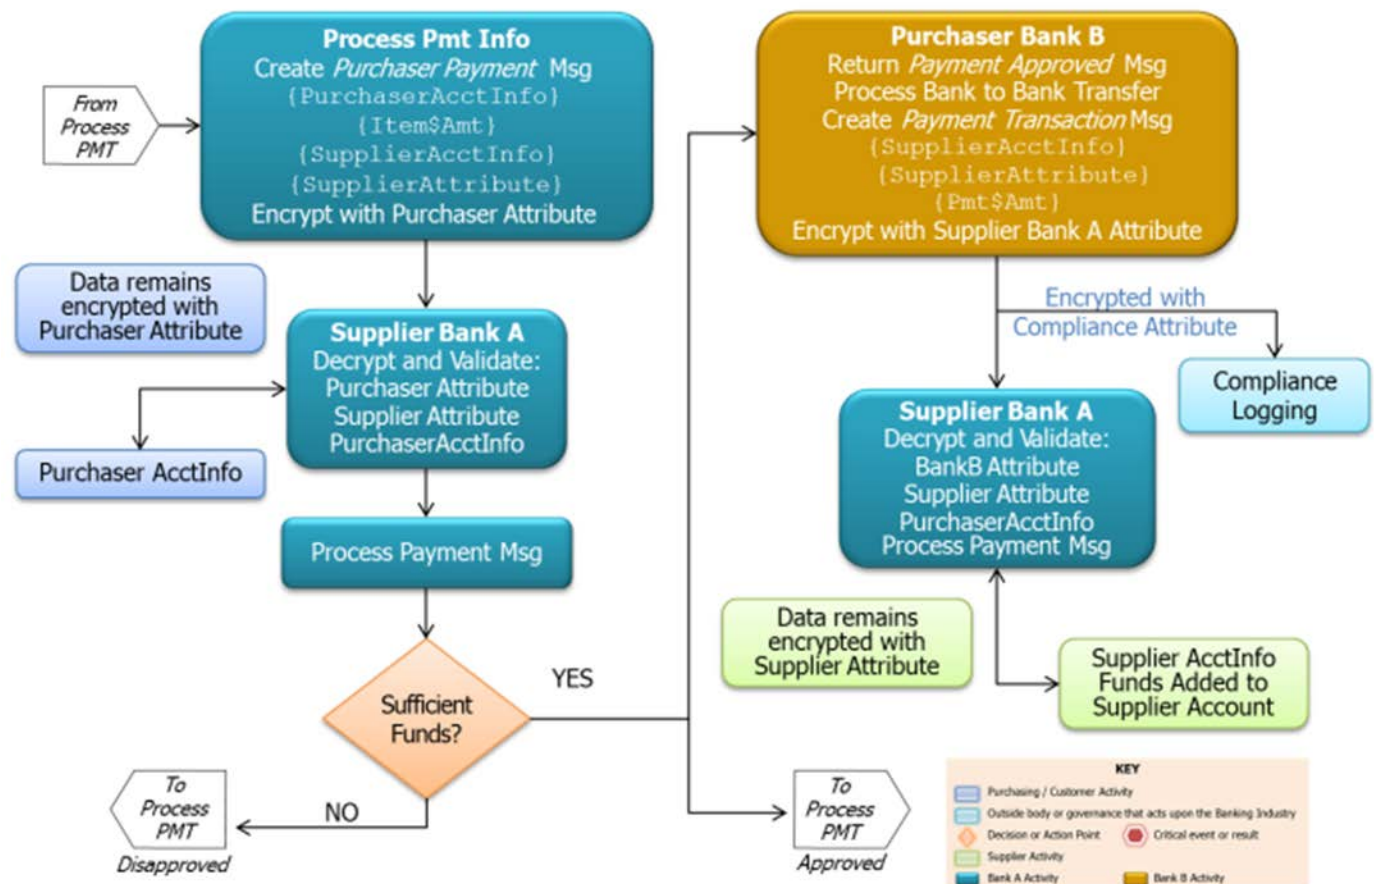 Process Pmt Info
Create Purchaser Payment Msg
{PurchaserAcctInfo}
{Item$Amt}
{SupplierAcctInfo}
{SupplierAttribute}
Encrypt with Purchaser Attribute
From
Process
PMT
Data remains
encrypted with
Purchaser Attribute
Supplier Bank A
Decrypt and Validate:
Purchaser Attribute
Supplier Attribute
PurchaserAcctInfo
Purchaser AcctInfo
Process Payment Msg
Sufficient
Funds?
YES
NO
To
Process
PMT
Disapproved
Purchaser Bank B
Return Payment Approved Msg
Process Bank to Bank Transfer
Create Payment Transaction Msg
{SupplierAcctInfo}
{SupplierAttribute}
{Pmt$Amt}
Encrypt with Supplier Bank A Attribute
Encrypted with
Compliance Attribute
Compliance
Logging
Supplier Bank A
Decrypt and Validate:
BankB Attribute
Supplier Attribute
PurchaserAcctInfo
Process Payment Msg
Data remains
encrypted with
Supplier Attribute
Supplier AcctInfo
Funds Added to
Supplier Account
To
Process
PMT
Approved
KEY
Purchasing / Customer Activity
Outside body or governance that acts upon the Banking Industry
Decision or Action Point
Critical event or result
Supplier Activity
Bank A Activity
Bank B Activity